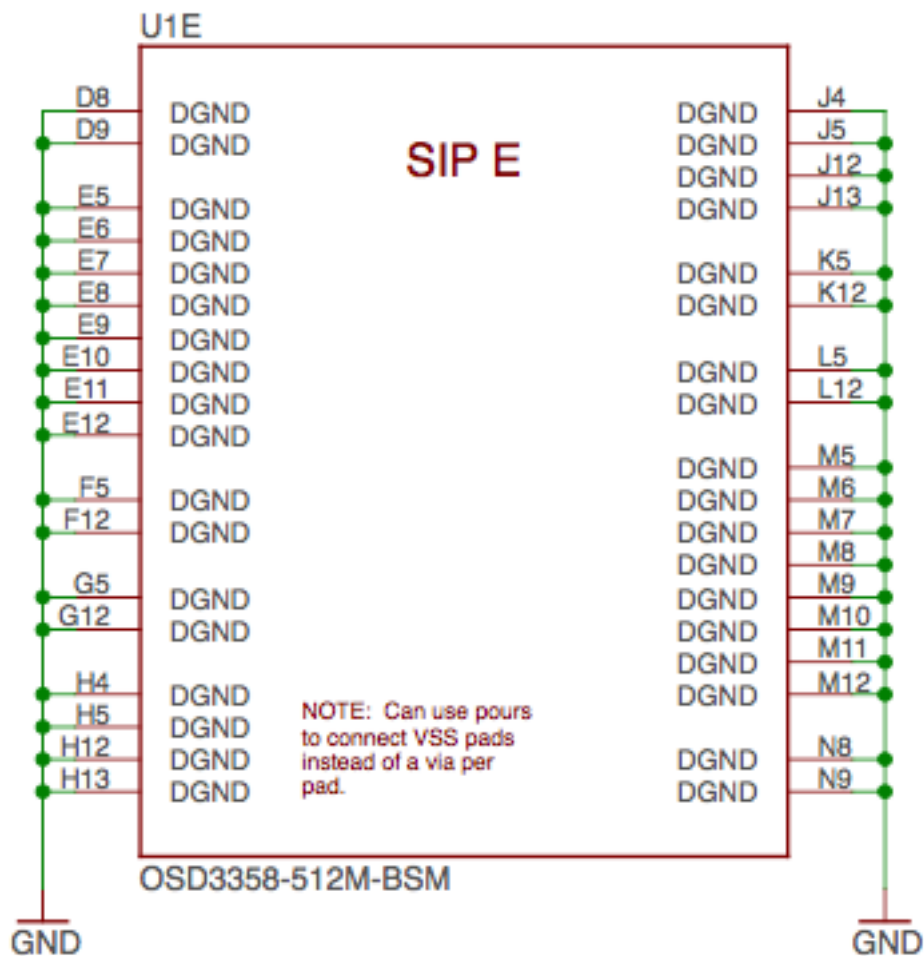 U1E
D8 DGND DGND J4
D9 DGND DGND J5
SIP E
DGND J12
E5 DGND DGND J13
E6 DGND
E7 DGND DGND K5
E8 DGND DGND K12
E9 DGND
E10 DGND DGND L5
E11 DGND DGND L12
E12 DGND
DGND M5
F5 DGND DGND M6
F12 DGND DGND M7
DGND M8
G5 DGND DGND M9
G12 DGND DGND M10
DGND M11
H4 DGND DGND M12
H5 DGND
H12 DGND DGND N8
H13 DGND DGND N9
NOTE: Can use pours
to connect VSS pads
instead of a via per
pad.
OSD3358-512M-BSM
GND GND